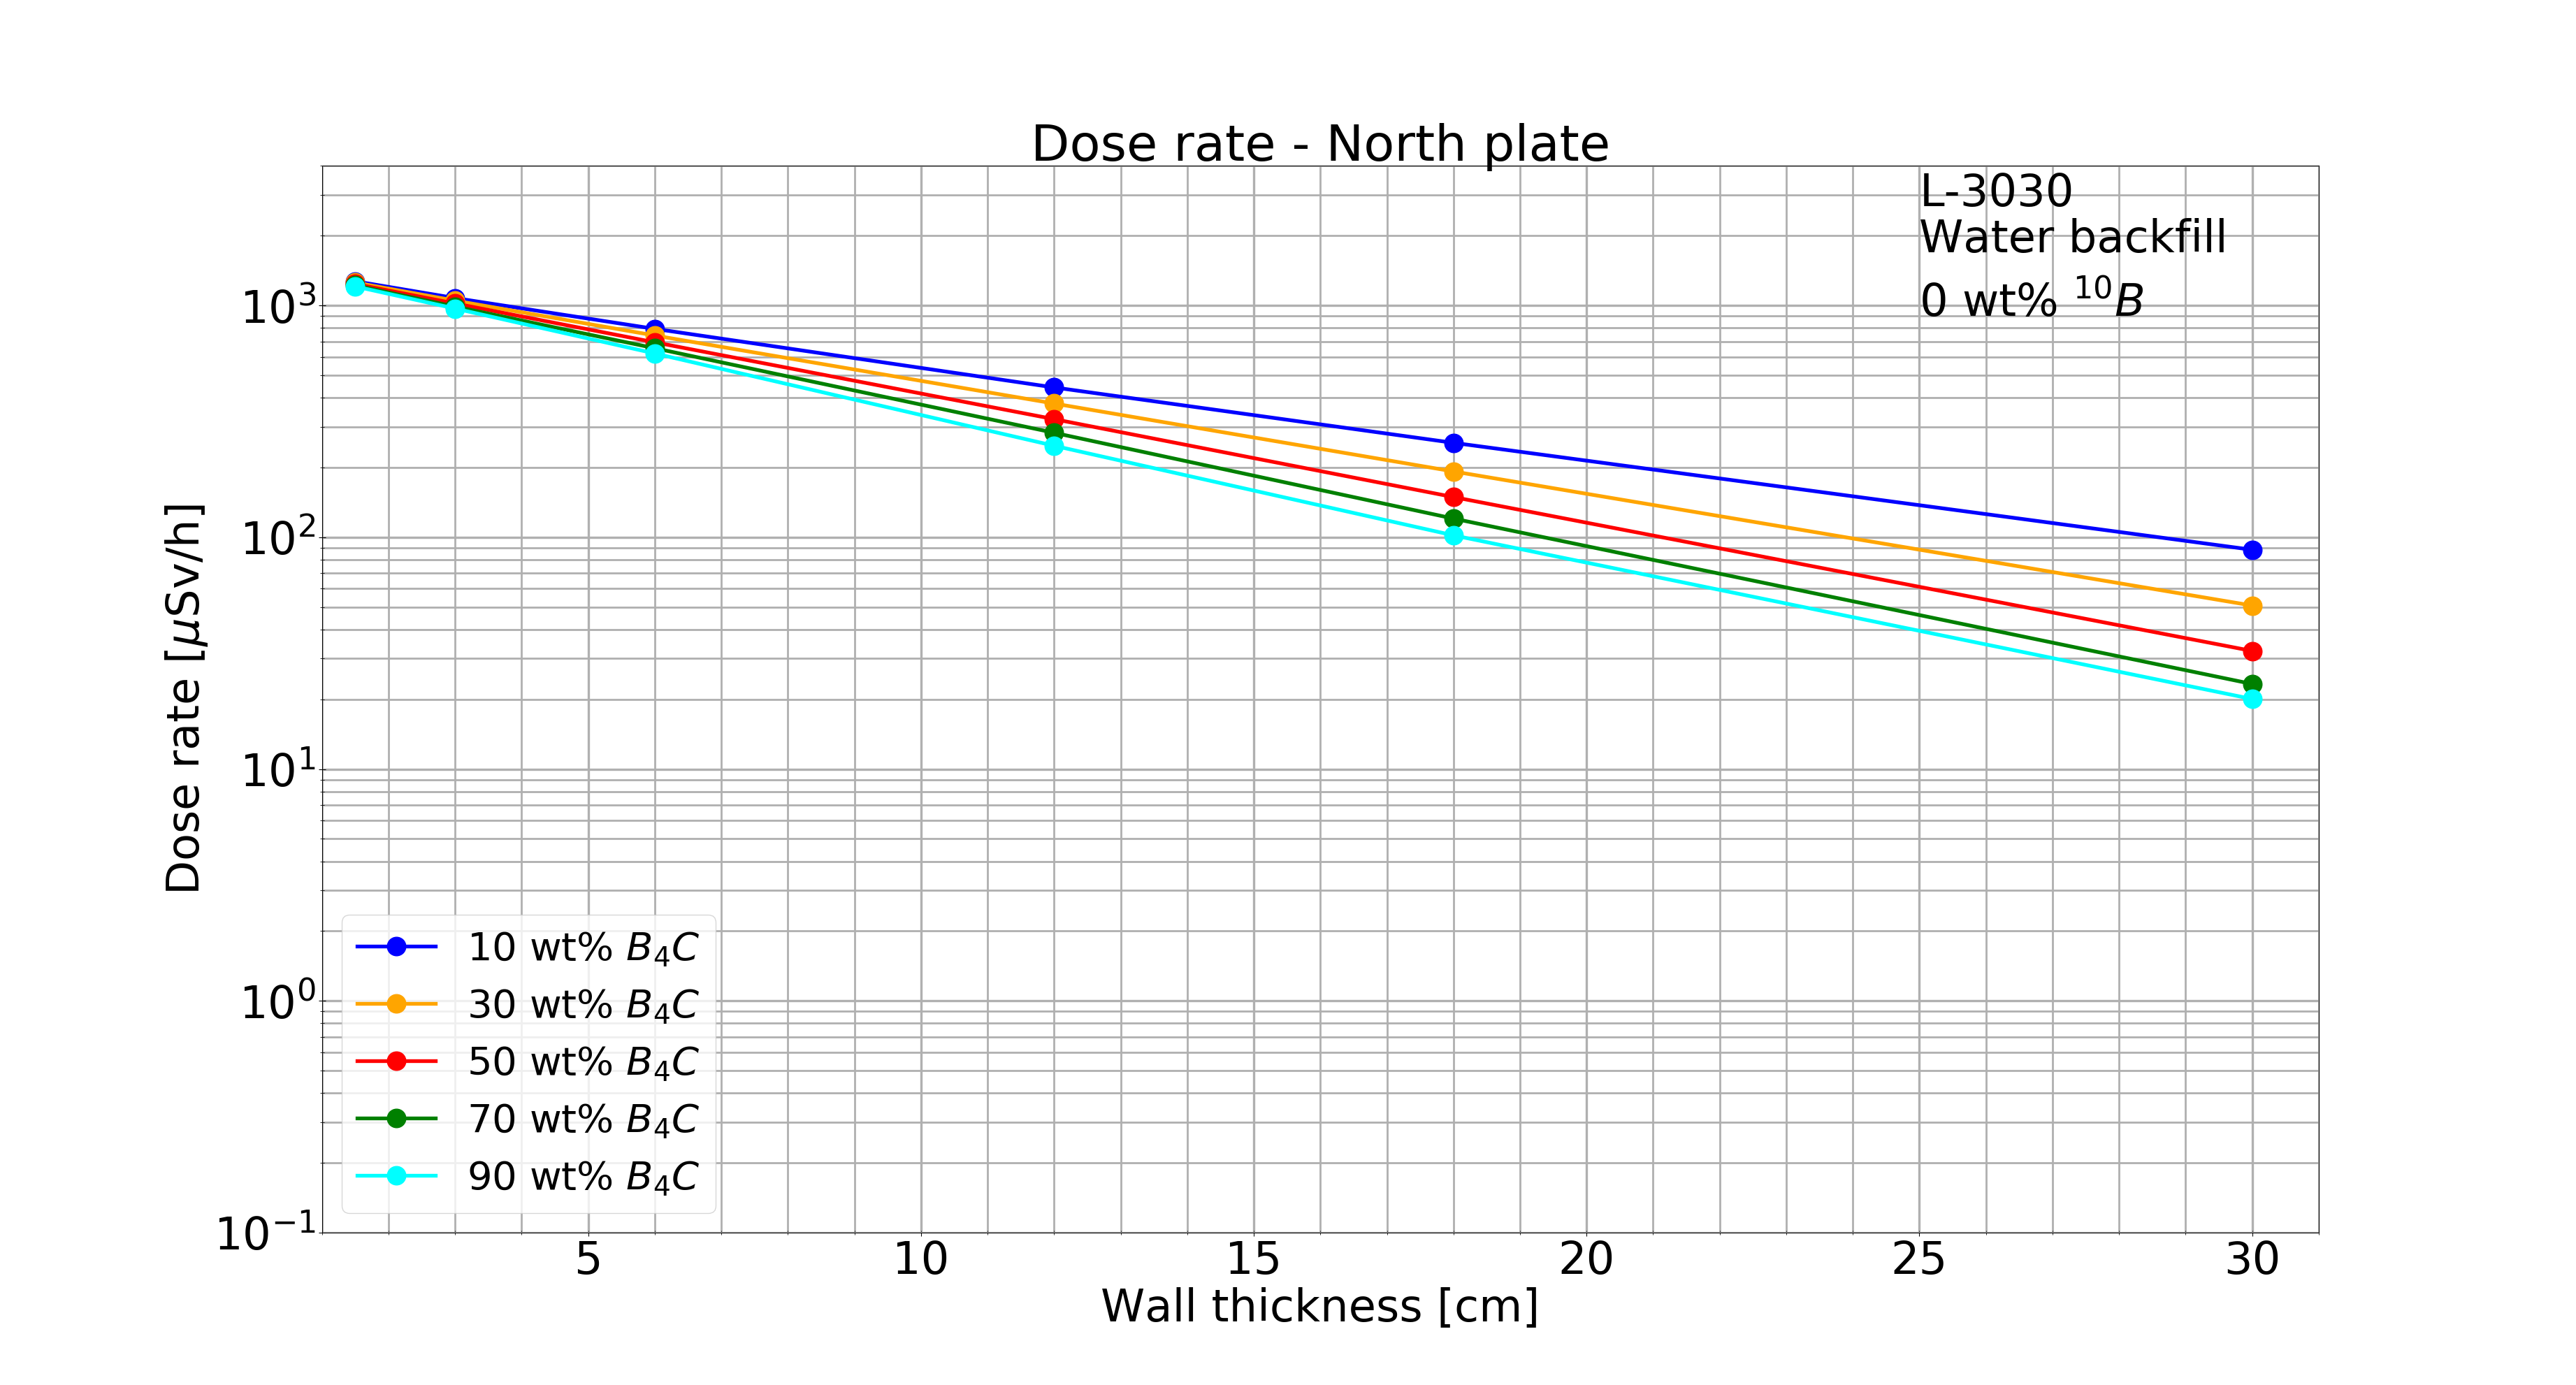 Dose rate - North plate
L-3030
Water backfill
0 wt% ¹⁰B
Dose rate [μSv/h]
10³
10²
10¹
10⁰
10⁻¹
10 wt% B₄C
30 wt% B₄C
50 wt% B₄C
70 wt% B₄C
90 wt% B₄C
5 10 15 20 25 30
Wall thickness [cm]